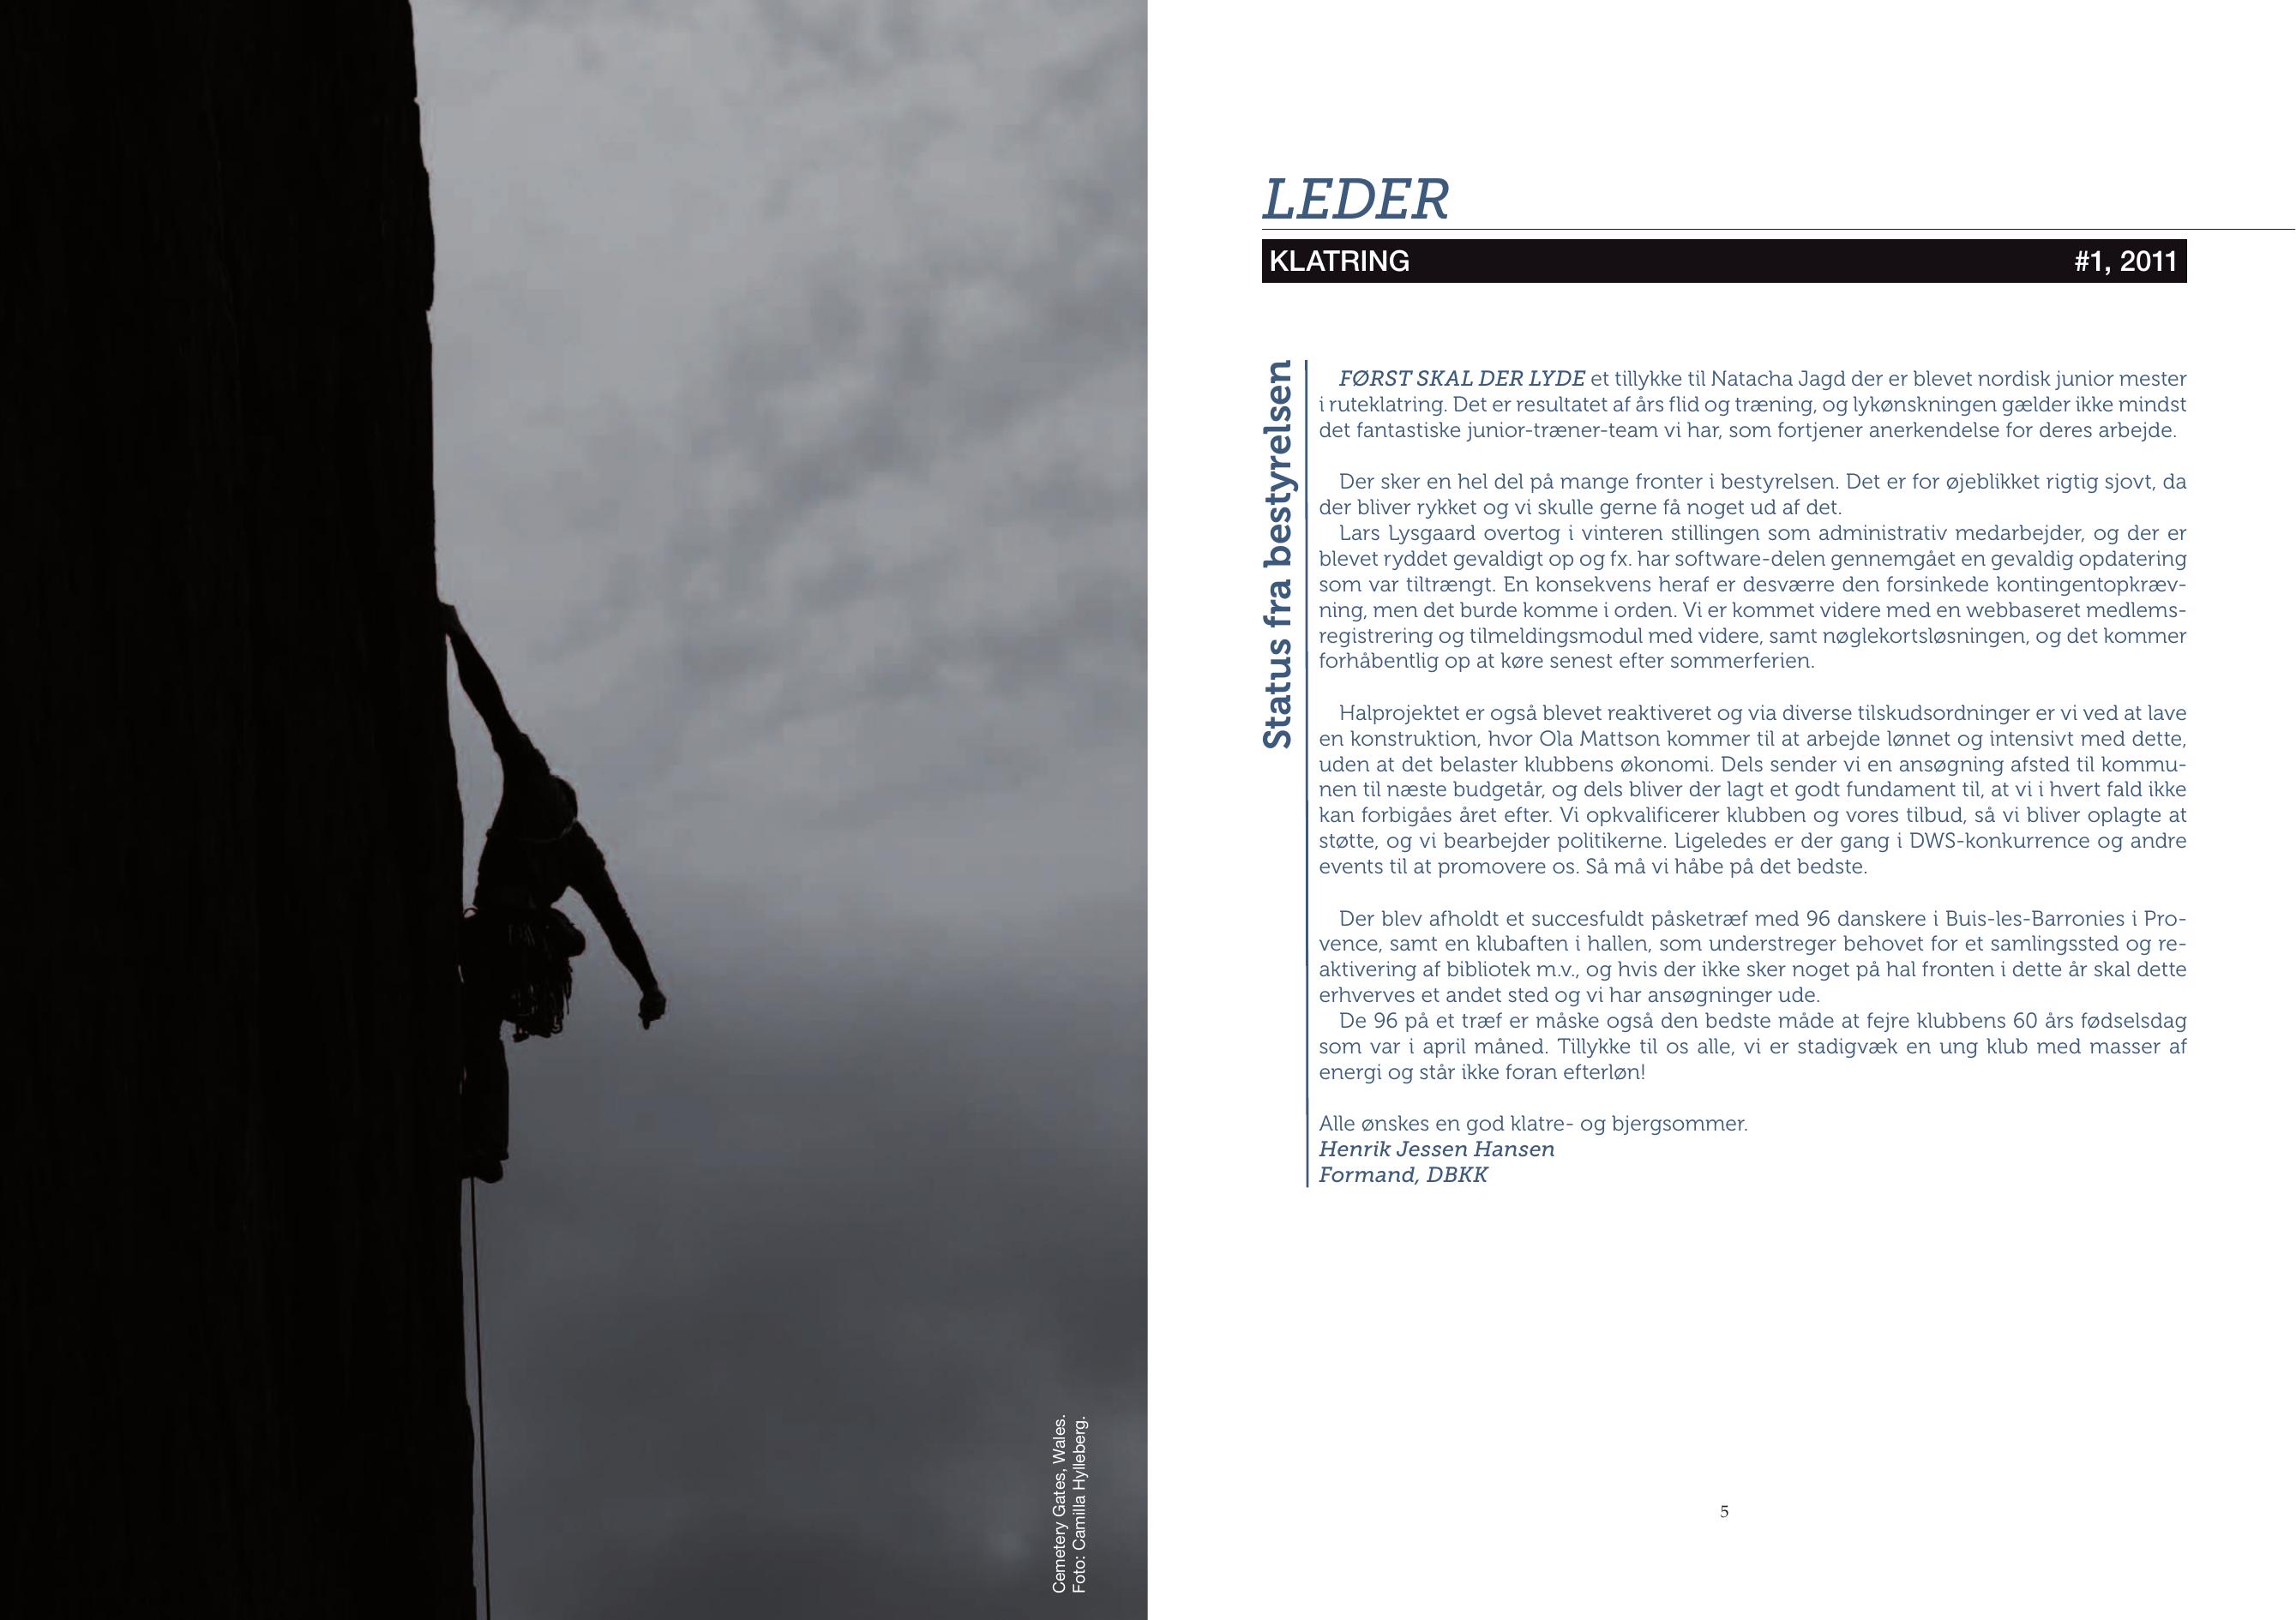 Cemetery Gates, Wales.
Foto: Camilla Hylleberg.
LEDER
KLATRING #1, 2011
Status fra bestyrelsen
FØRST SKAL DER LYDE et tillykke til Natacha Jagd der er blevet nordisk junior mester
i ruteklatring. Det er resultatet af års flid og træning, og lykønskningen gælder ikke mindst
det fantastiske junior-træner-team vi har, som fortjener anerkendelse for deres arbejde.
Der sker en hel del på mange fronter i bestyrelsen. Det er for øjeblikket rigtig sjovt, da
der bliver rykket og vi skulle gerne få noget ud af det.
Lars Lysgaard overtog i vinteren stillingen som administrativ medarbejder, og der er
blevet ryddet gevaldigt op og fx. har software-delen gennemgået en gevaldig opdatering
som var tiltrængt. En konsekvens heraf er desværre den forsinkede kontingentopkræv-
ning, men det burde komme i orden. Vi er kommet videre med en webbaseret medlems-
registrering og tilmeldingsmodul med videre, samt nøglekortsløsningen, og det kommer
forhåbentlig op at køre senest efter sommerferien.
Halprojektet er også blevet reaktiveret og via diverse tilskudsordninger er vi ved at lave
en konstruktion, hvor Ola Mattson kommer til at arbejde lønnet og intensivt med dette,
uden at det belaster klubbens økonomi. Dels sender vi en ansøgning afsted til kommu-
nen til næste budgetår, og dels bliver der lagt et godt fundament til, at vi i hvert fald ikke
kan forbigåes året efter. Vi opkvalificerer klubben og vores tilbud, så vi bliver oplagte at
støtte, og vi bearbejder politikerne. Ligeledes er der gang i DWS-konkurrence og andre
events til at promovere os. Så må vi håbe på det bedste.
Der blev afholdt et succesfuldt påsketræf med 96 danskere i Buis-les-Barronies i Pro-
vence, samt en klubaften i hallen, som understreger behovet for et samlingssted og re-
aktivering af bibliotek m.v., og hvis der ikke sker noget på hal fronten i dette år skal dette
erhverves et andet sted og vi har ansøgninger ude.
De 96 på et træf er måske også den bedste måde at fejre klubbens 60 års fødselsdag
som var i april måned. Tillykke til os alle, vi er stadigvæk en ung klub med masser af
energi og står ikke foran efterløn!
Alle ønskes en god klatre- og bjergsommer.
Henrik Jessen Hansen
Formand, DBKK
5